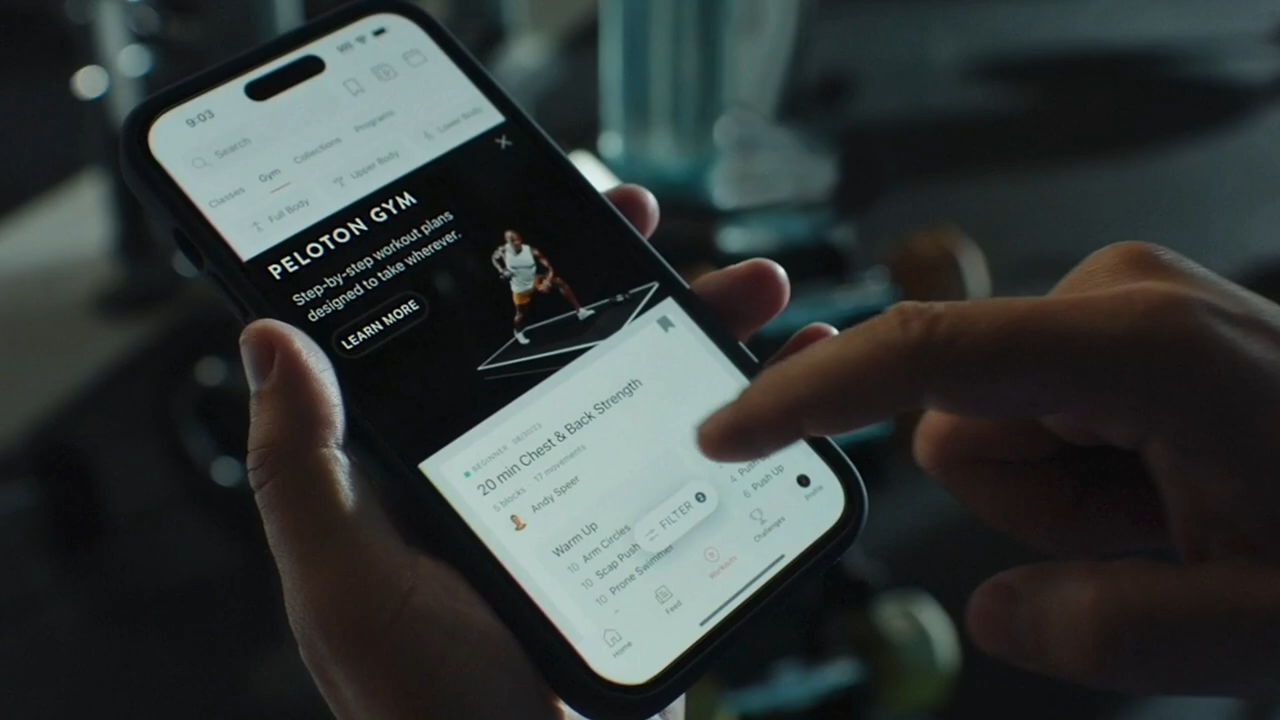 9:03
Search
Classes Gym Collections Programs
Full Body Upper Body Lower Body
PELOTON GYM
Step-by-step workout plans
designed to take wherever.
LEARN MORE
BEGINNER
20 min Chest & Back Strength
5 blocks 17 movements
Andy Speer
Warm Up
10 Arm Circles
10 Scap Push
10 Prone Swimmer
4 Push
6 Push Up
FILTER
Home Feed Workouts Challenges Profile